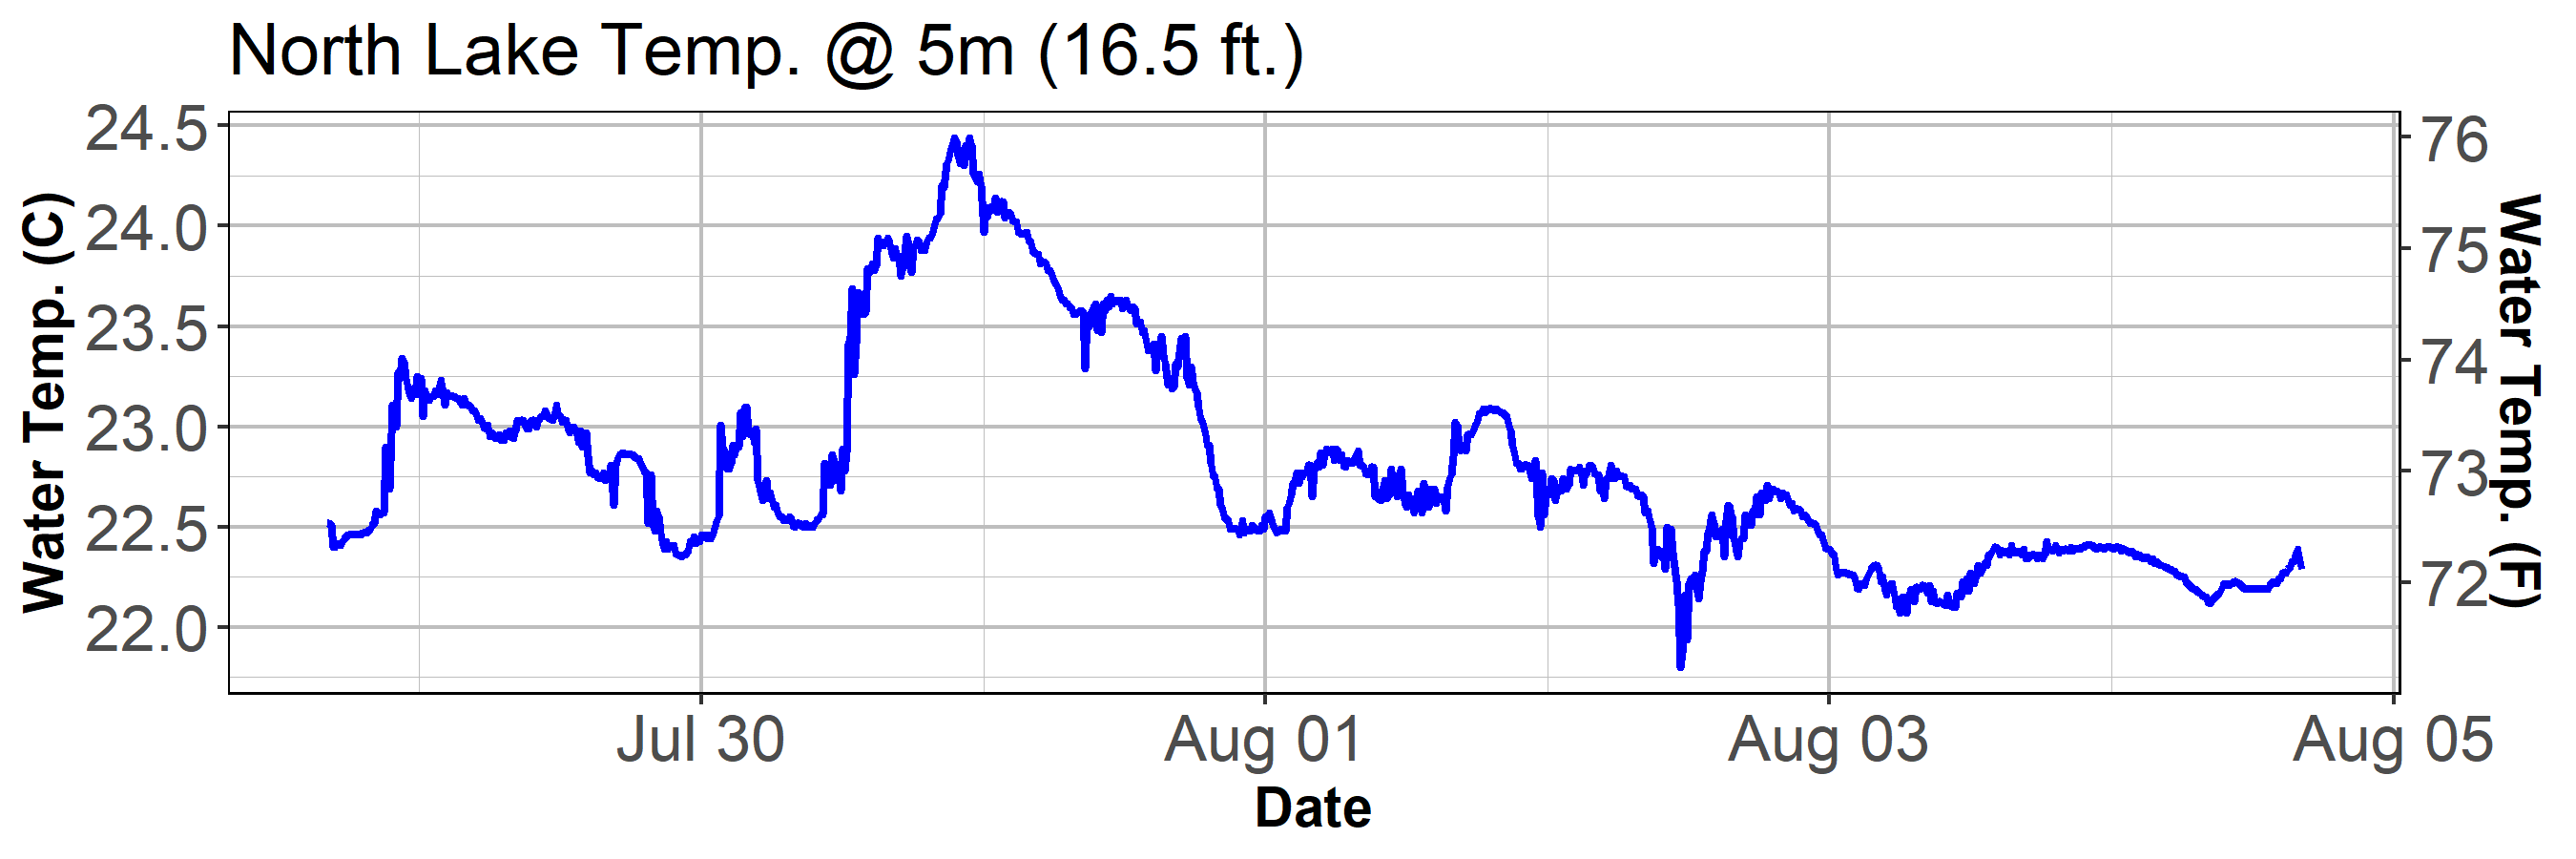 North Lake Temp. @ 5m (16.5 ft.)
Water Temp. (C)
24.5
24.0
23.5
23.0
22.5
22.0
76
75
74
73
72
Water Temp. (F)
Jul 30
Aug 01
Aug 03
Aug 05
Date